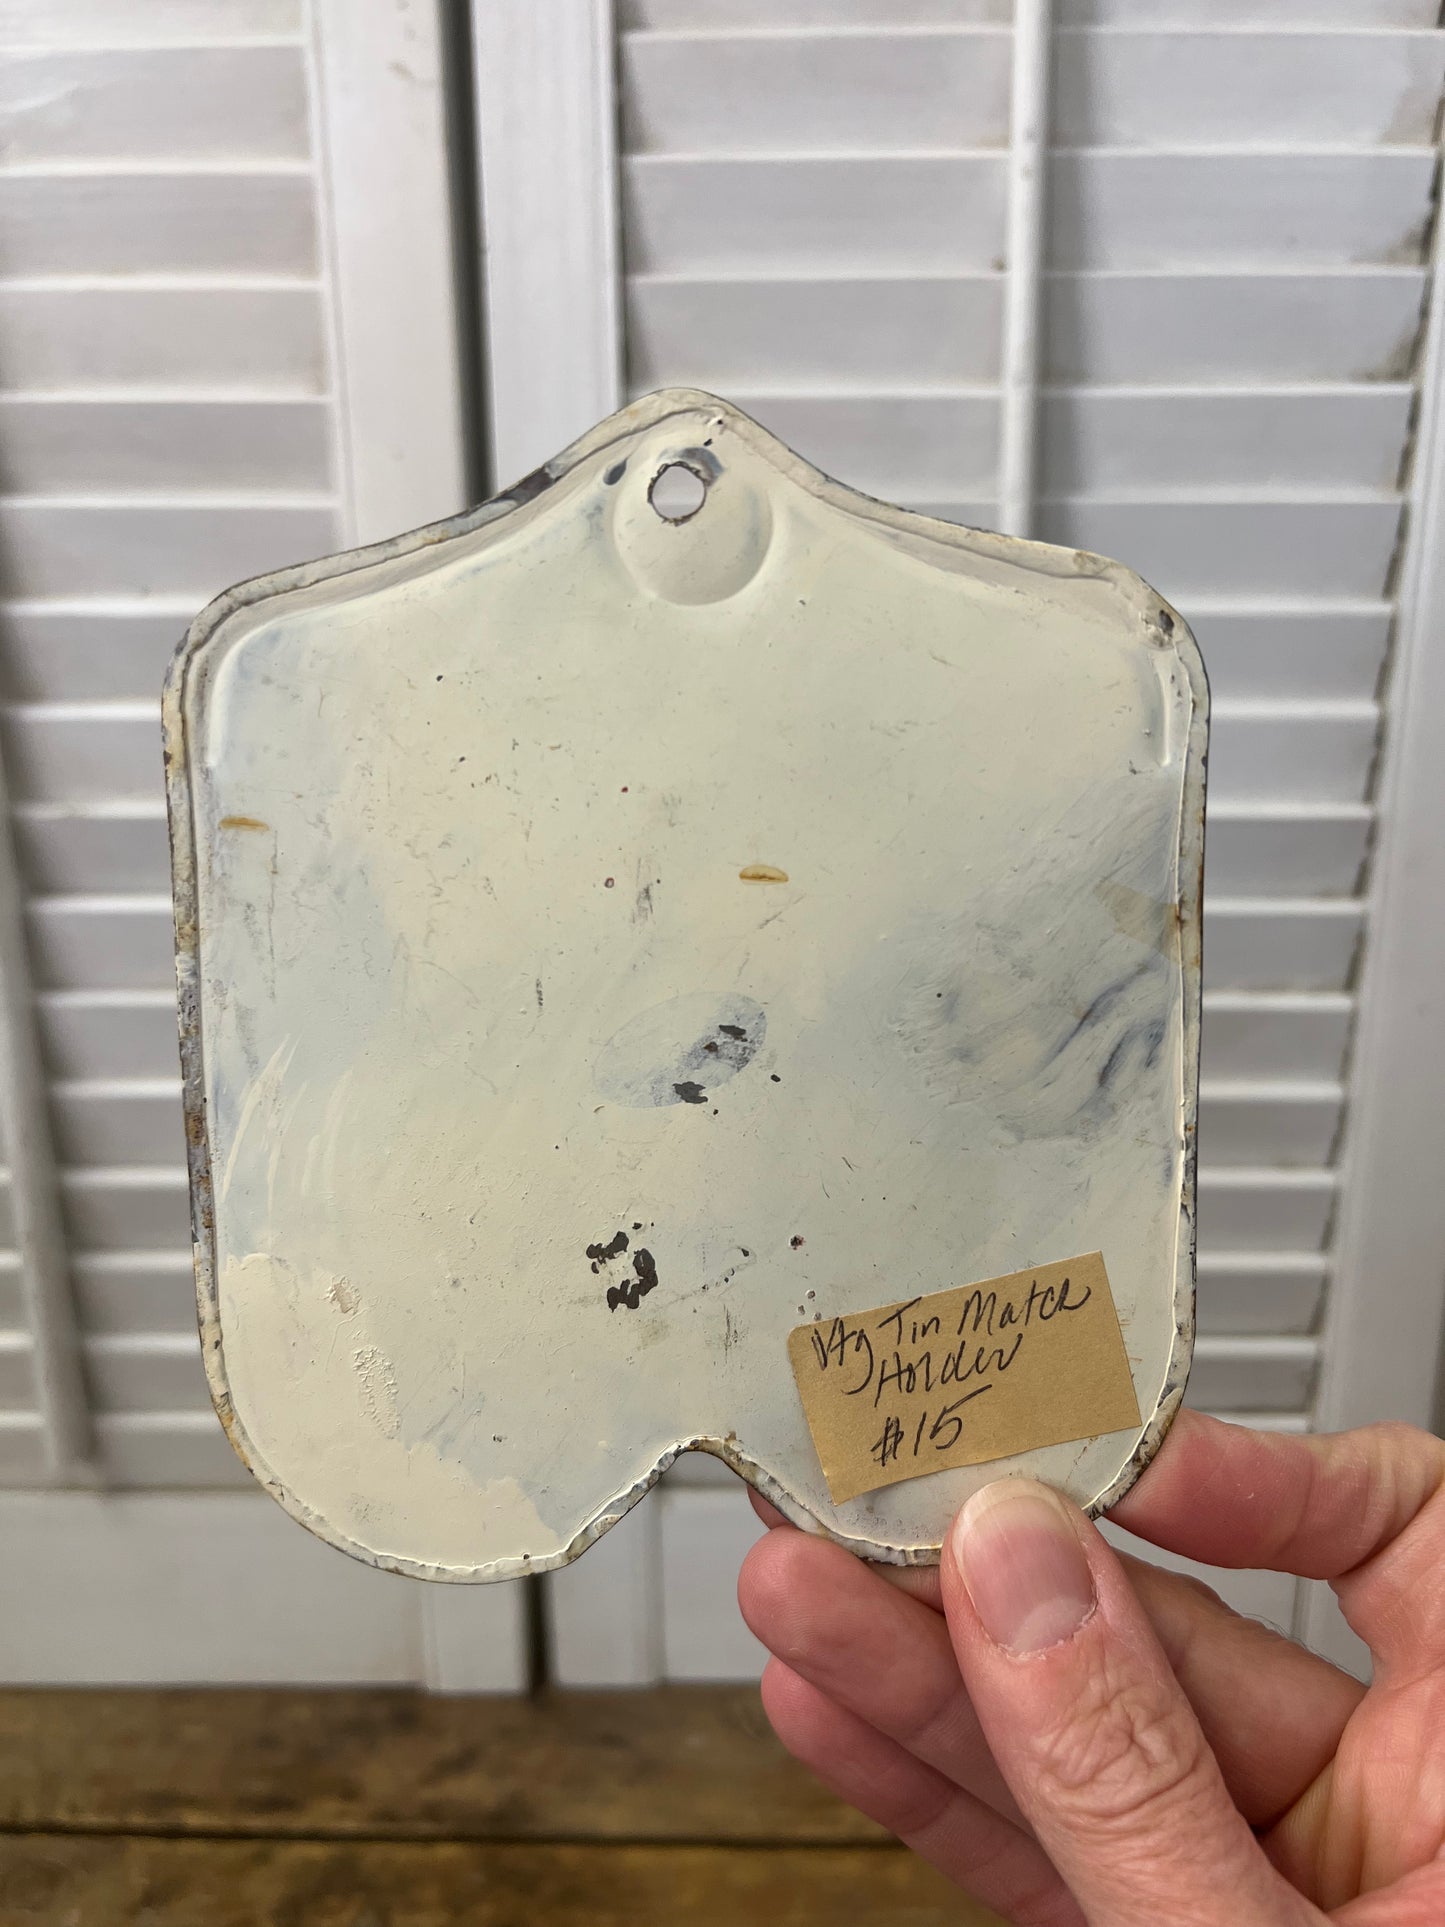 Vtg Tin Match
Holder
$15